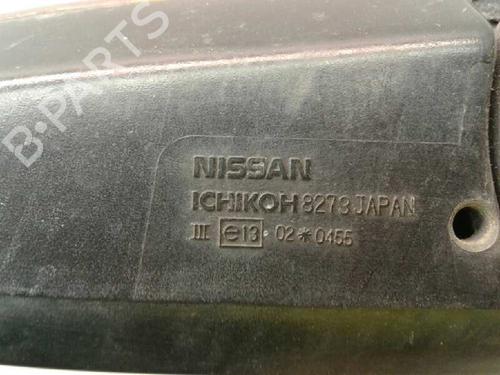 B-PARTS
NISSAN
ICHIKOH 8273 JAPAN
III e13 02*0455